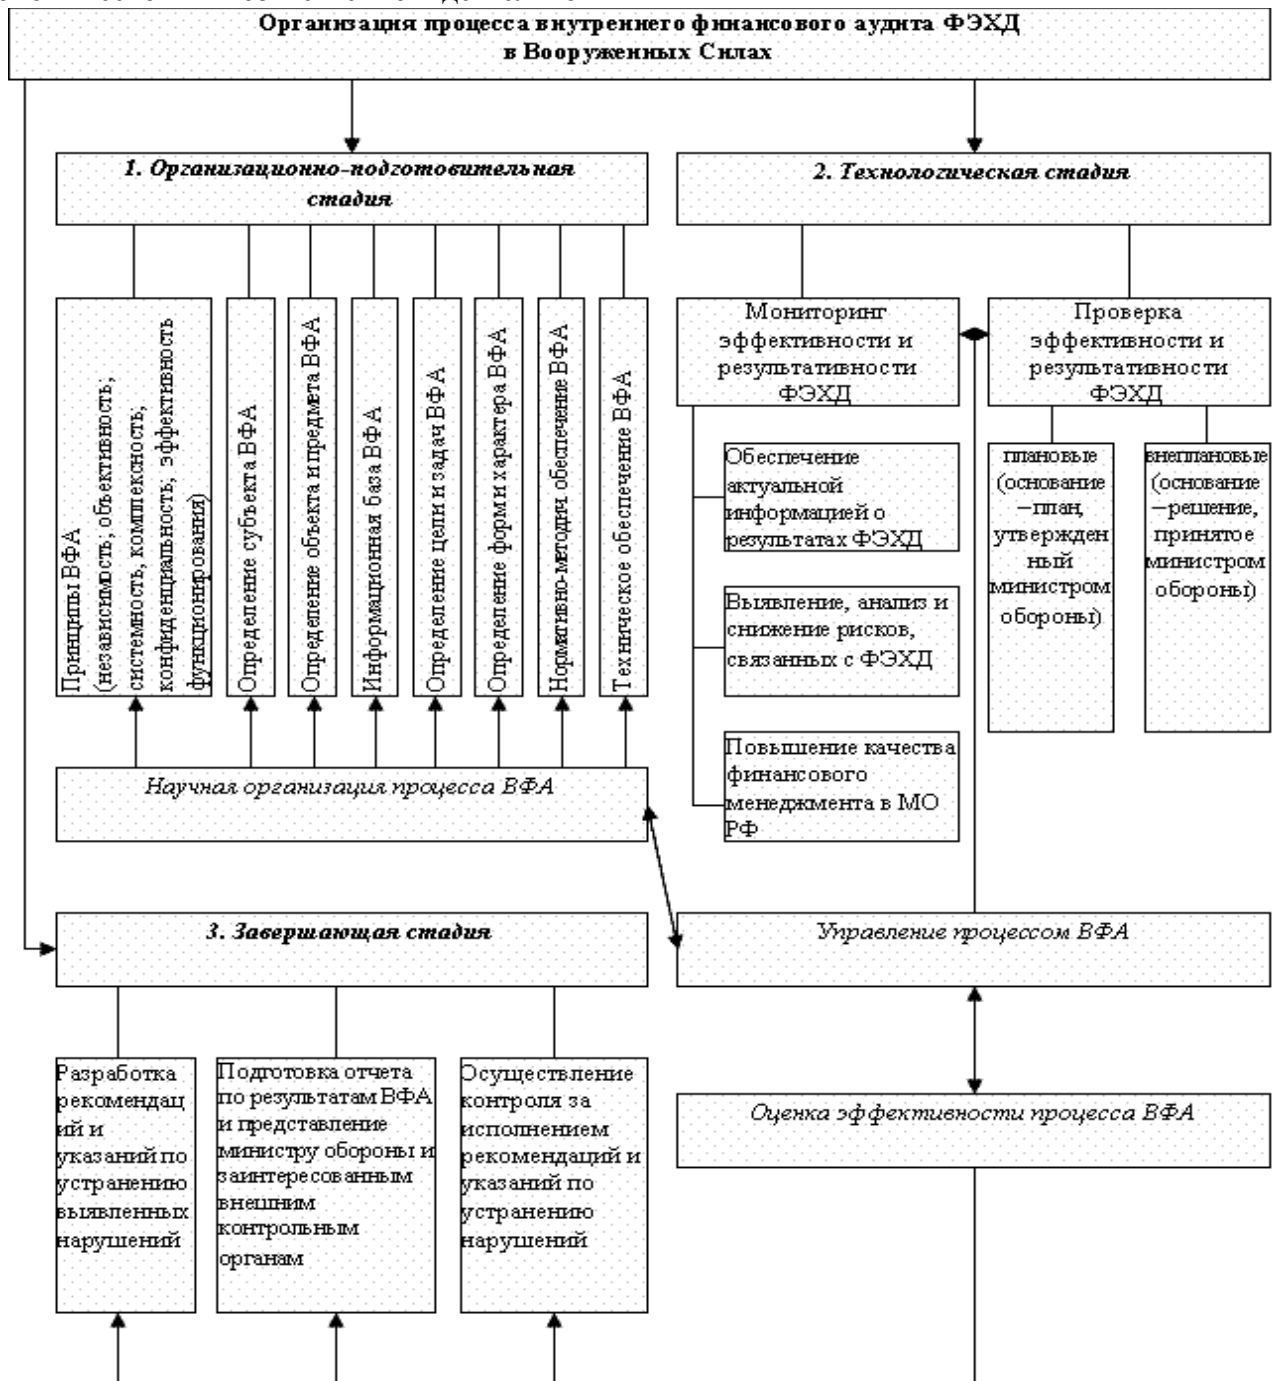 Организация процесса внутреннего финансового аудита ФЭХД
в Вооруженных Силах
1. Организационно-подготовительная
стадия
2. Технологическая стадия
Принципы ВФА
(независимость, объективность,
системность, комплексность,
конфиденциальность, эффективность
функционирования)
Определение субъекта ВФА
Определение объекта и предмета ВФА
Информационная база ВФА
Определение цели и задач ВФА
Определение форм и характера ВФА
Нормативно-методич. обеспечение ВФА
Техническое обеспечение ВФА
Мониторинг
эффективности и
результативности
ФЭХД
Проверка
эффективности и
результативности
ФЭХД
Обеспечение
актуальной
информацией о
результатах ФЭХД
Выявление, анализ и
снижение рисков,
связанных с ФЭХД
Повышение качества
финансового
менеджмента в МО
РФ
плановые
(основание
–план,
утвержден
ный
министром
обороны)
внеплановые
(основание
–решение,
принятое
министром
обороны)
Научная организация процесса ВФА
3. Завершающая стадия
Управление процессом ВФА
Разработка
рекомендац
ий и
указаний по
устранению
выявленных
нарушений
Подготовка отчета
по результатам ВФА
и представление
министру обороны и
заинтересованным
внешним
контрольным
органам
Осуществление
контроля за
исполнением
рекомендаций и
указаний по
устранению
нарушений
Оценка эффективности процесса ВФА